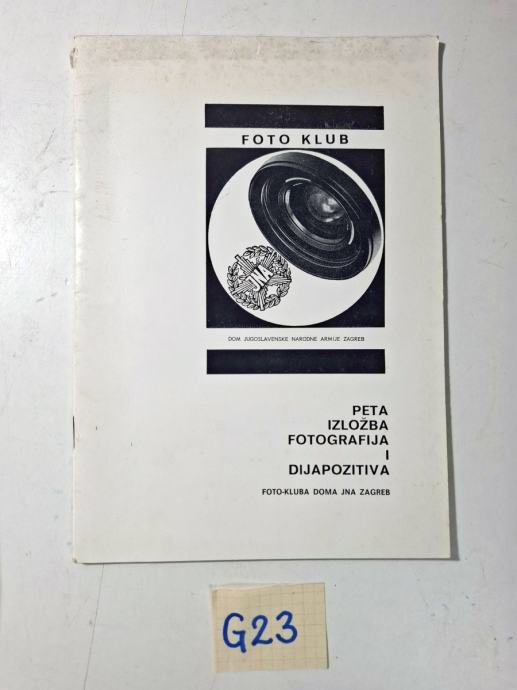 FOTO KLUB
JNA
DOM JUGOSLAVENSKE NARODNE ARMIJE ZAGREB
PETA
IZLOŽBA
FOTOGRAFIJA
I
DIJAPOZITIVA
FOTO-KLUBA DOMA JNA ZAGREB
G23